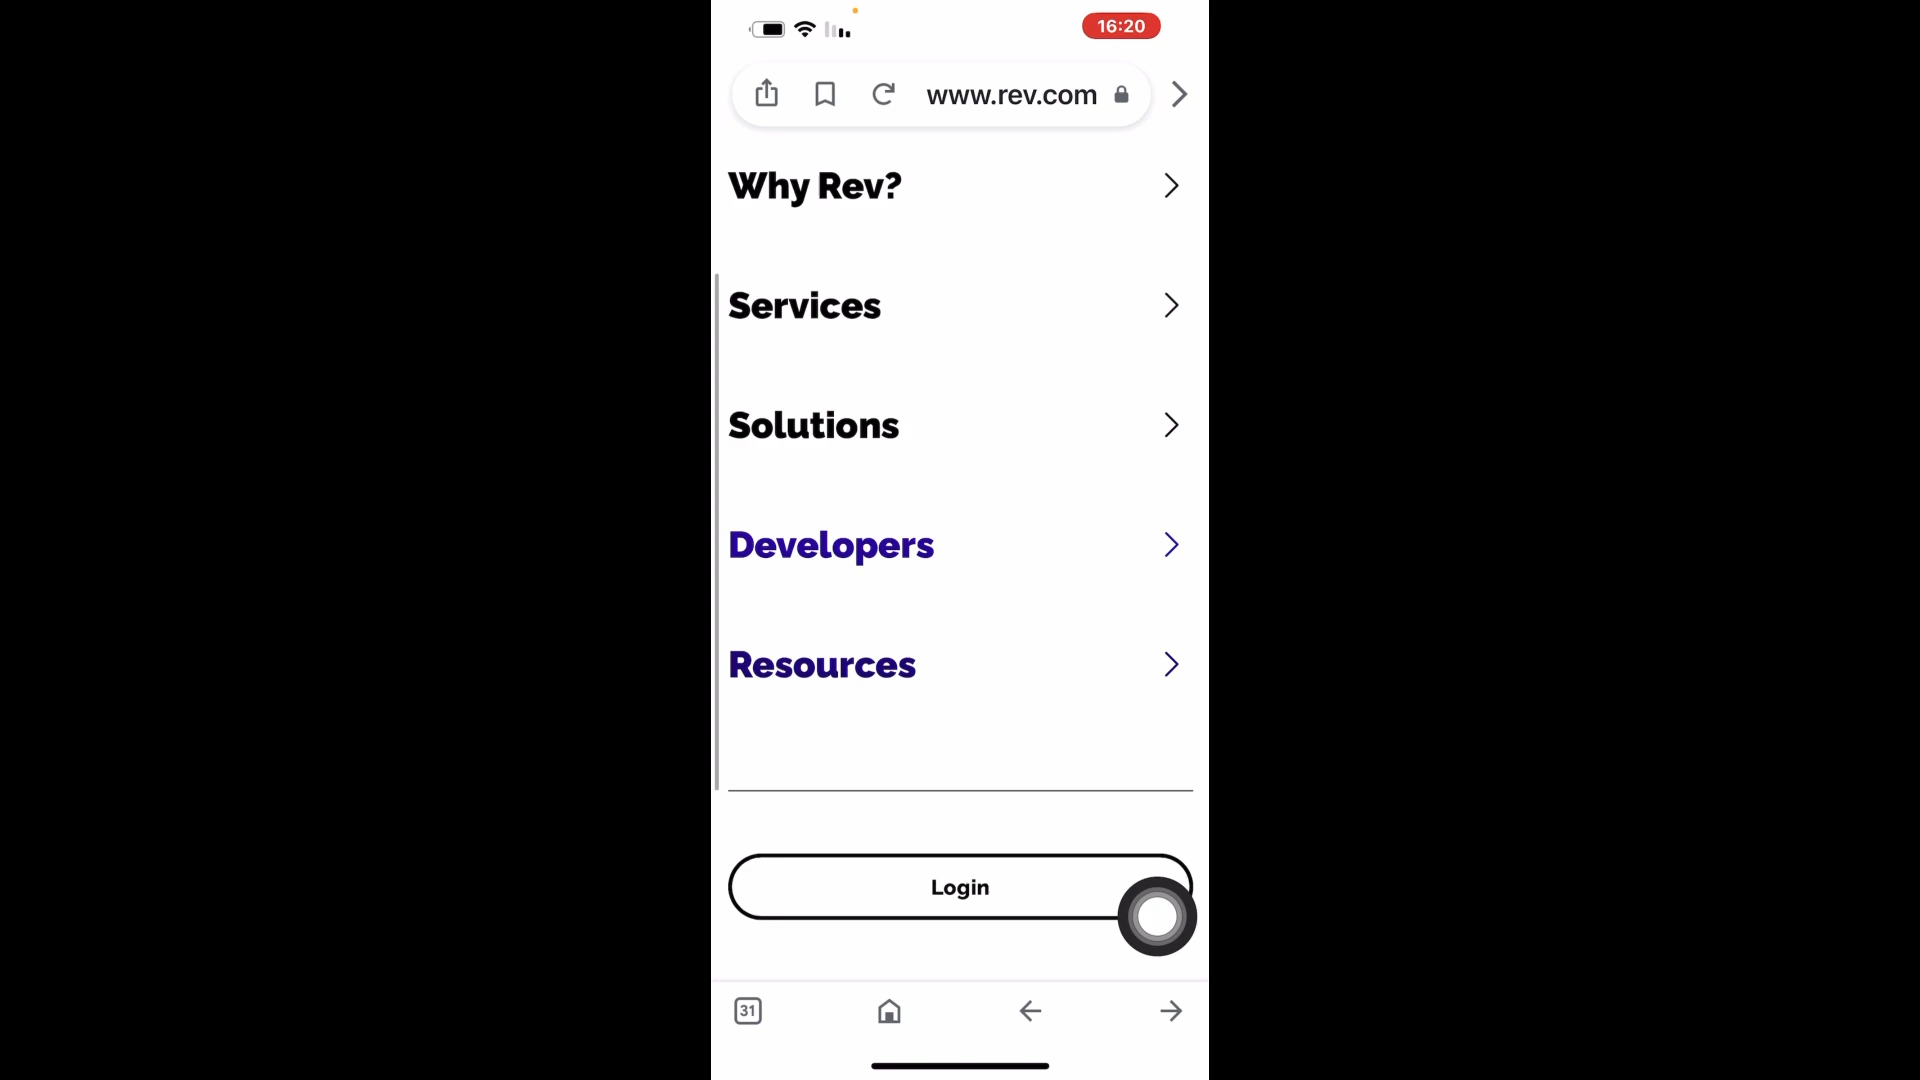 16:20
www.rev.com
Why Rev?
Services
Solutions
Developers
Resources
Login
31